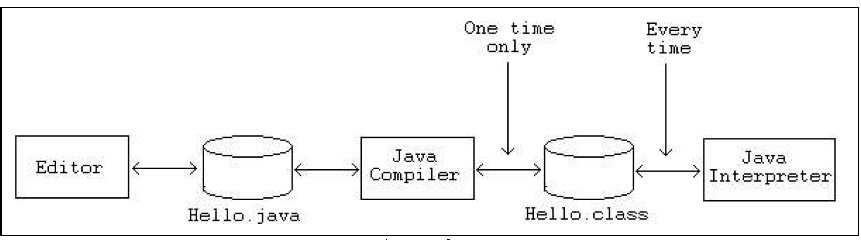 One time
only
Every
time
Editor
Hello.java
Java
Compiler
Hello.class
Java
Interpreter